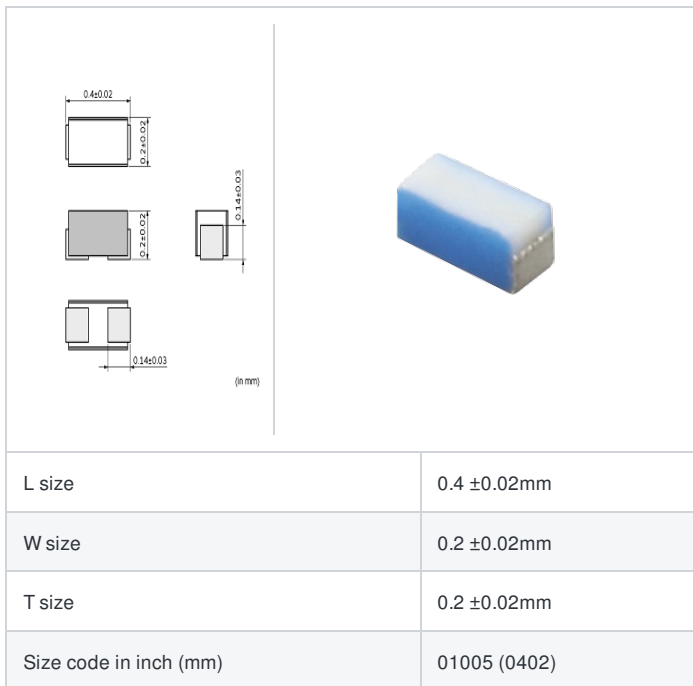 0.4±0.02
0.2±0.02
0.2±0.02
0.14±0.03
0.14±0.03
(in mm)
L size 0.4 ±0.02mm
W size 0.2 ±0.02mm
T size 0.2 ±0.02mm
Size code in inch (mm) 01005 (0402)